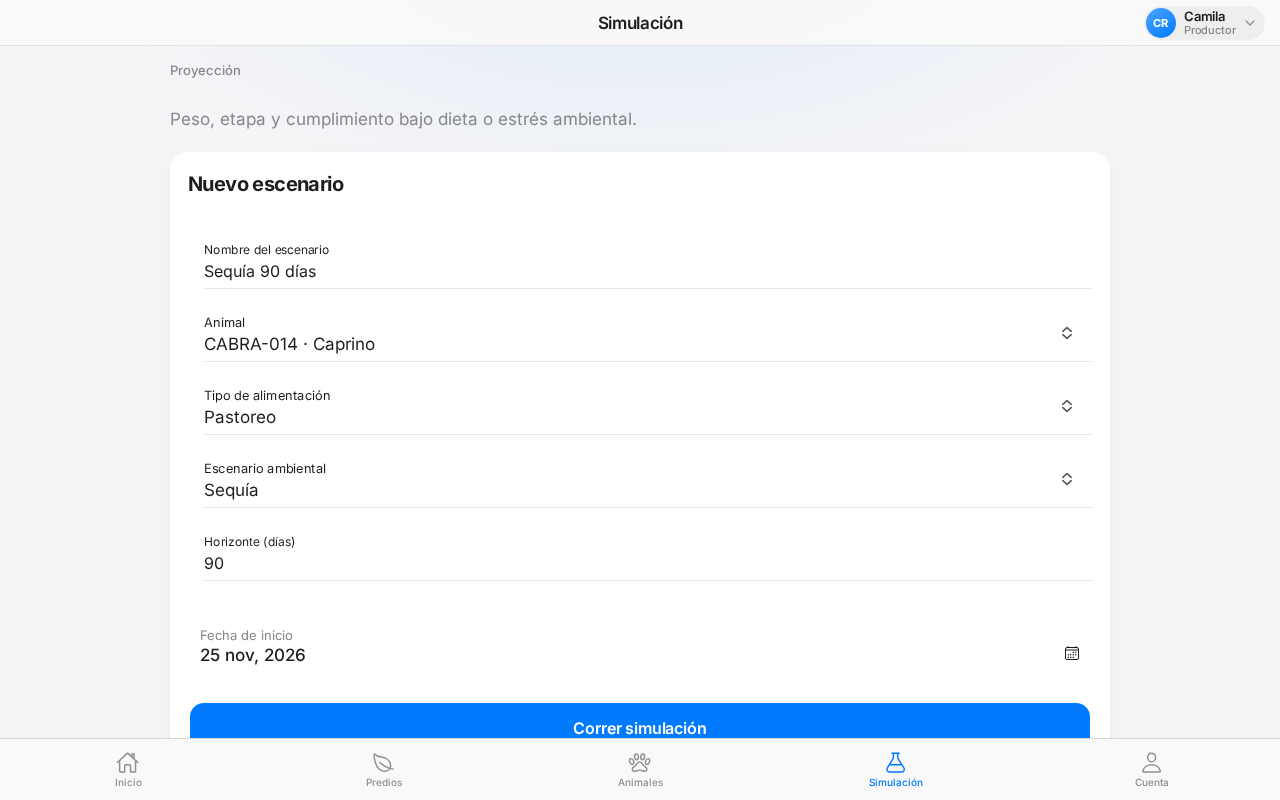 Simulación
CR
Camila
Productor
Proyección
Peso, etapa y cumplimiento bajo dieta o estrés ambiental.
Nuevo escenario
Nombre del escenario
Sequía 90 días
Animal
CABRA-014 · Caprino
Tipo de alimentación
Pastoreo
Escenario ambiental
Sequía
Horizonte (días)
90
Fecha de inicio
25 nov, 2026
Correr simulación
Inicio
Predios
Animales
Simulación
Cuenta